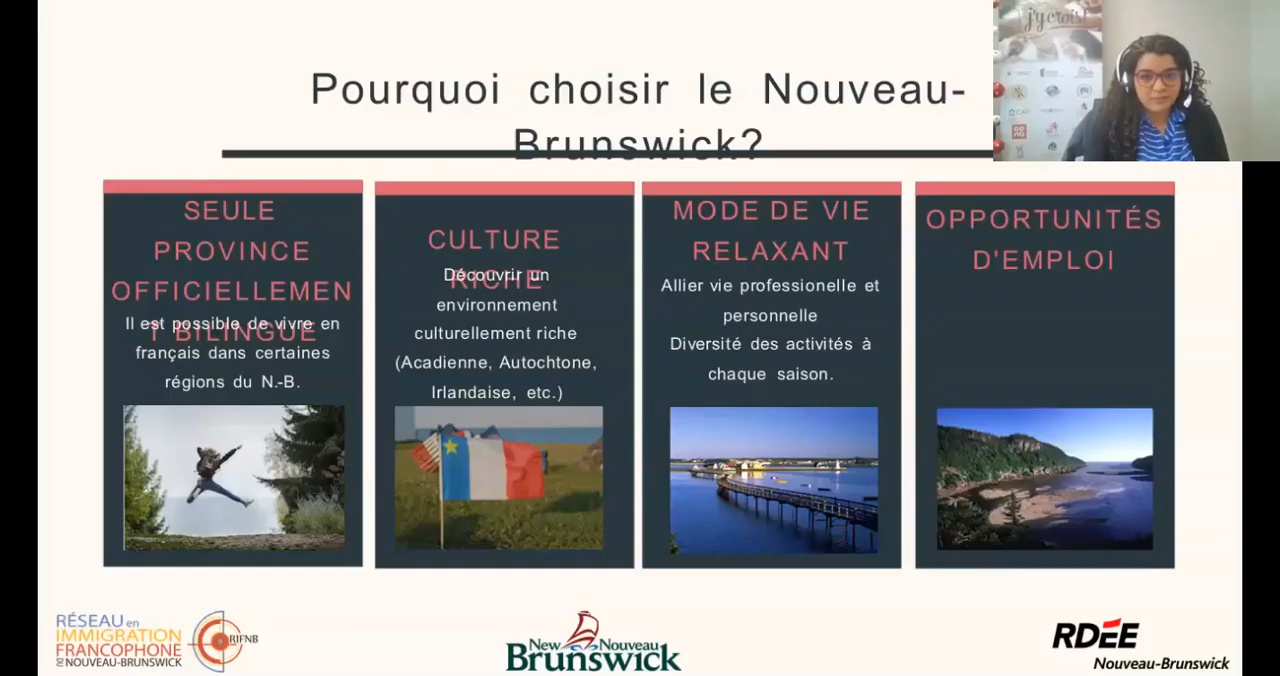 j'y crois!
Pourquoi choisir le Nouveau-
Brunswick?
SEULE
PROVINCE
OFFICIELLEMEN
T BILINGUE
Il est possible de vivre en
français dans certaines
régions du N.-B.
CULTURE
RICHE
Découvrir un
environnement
culturellement riche
(Acadienne, Autochtone,
Irlandaise, etc.)
MODE DE VIE
RELAXANT
Allier vie professionelle et
personnelle
Diversité des activités à
chaque saison.
OPPORTUNITÉS
D'EMPLOI
RÉSEAU en
IMMIGRATION
FRANCOPHONE
DU NOUVEAU-BRUNSWICK
RIFNB
New Nouveau
Brunswick
RDÉE
Nouveau-Brunswick